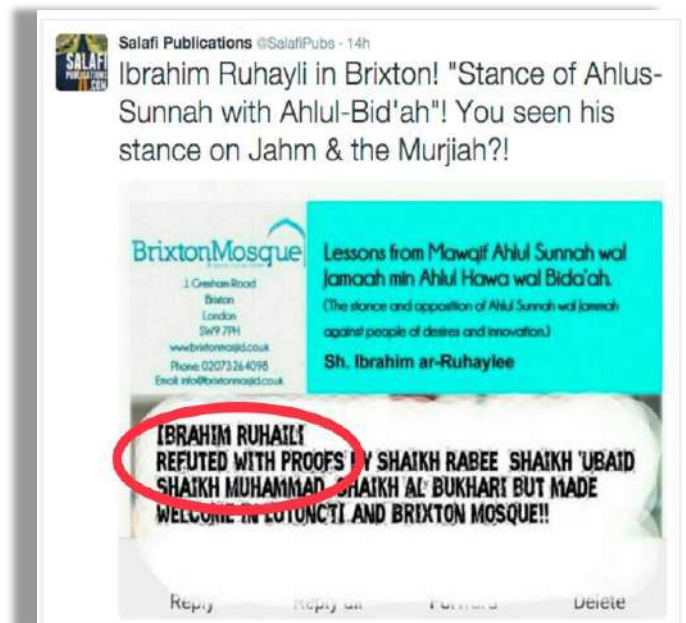 Salafi Publications @SalafiPubs · 14h
SALAFI
PUBLICATIONS
.COM
Ibrahim Ruhayli in Brixton! "Stance of Ahlus-
Sunnah with Ahlul-Bid'ah"! You seen his
stance on Jahm & the Murjiah?!
BrixtonMosque
1 Gresham Road
Brixton
London
SW9 7PH
www.brixtonmasjid.co.uk
Phone: 02073264098
Email: info@brixtonmasjid.co.uk
Lessons from Mawqif Ahlul Sunnah wal
Jamaah min Ahlul Hawa wal Bida'ah.
(The stance and opposition of Ahlul Sunnah wal Jammah
against people of desires and innovation.)
Sh. Ibrahim ar-Ruhaylee
IBRAHIM RUHAILI
REFUTED WITH PROOFS BY SHAIKH RABEE SHAIKH 'UBAID
SHAIKH MUHAMMAD SHAIKH AL BUKHARI BUT MADE
WELCOME IN LUTONCTI AND BRIXTON MOSQUE!!
Reply Reply all Forward Delete